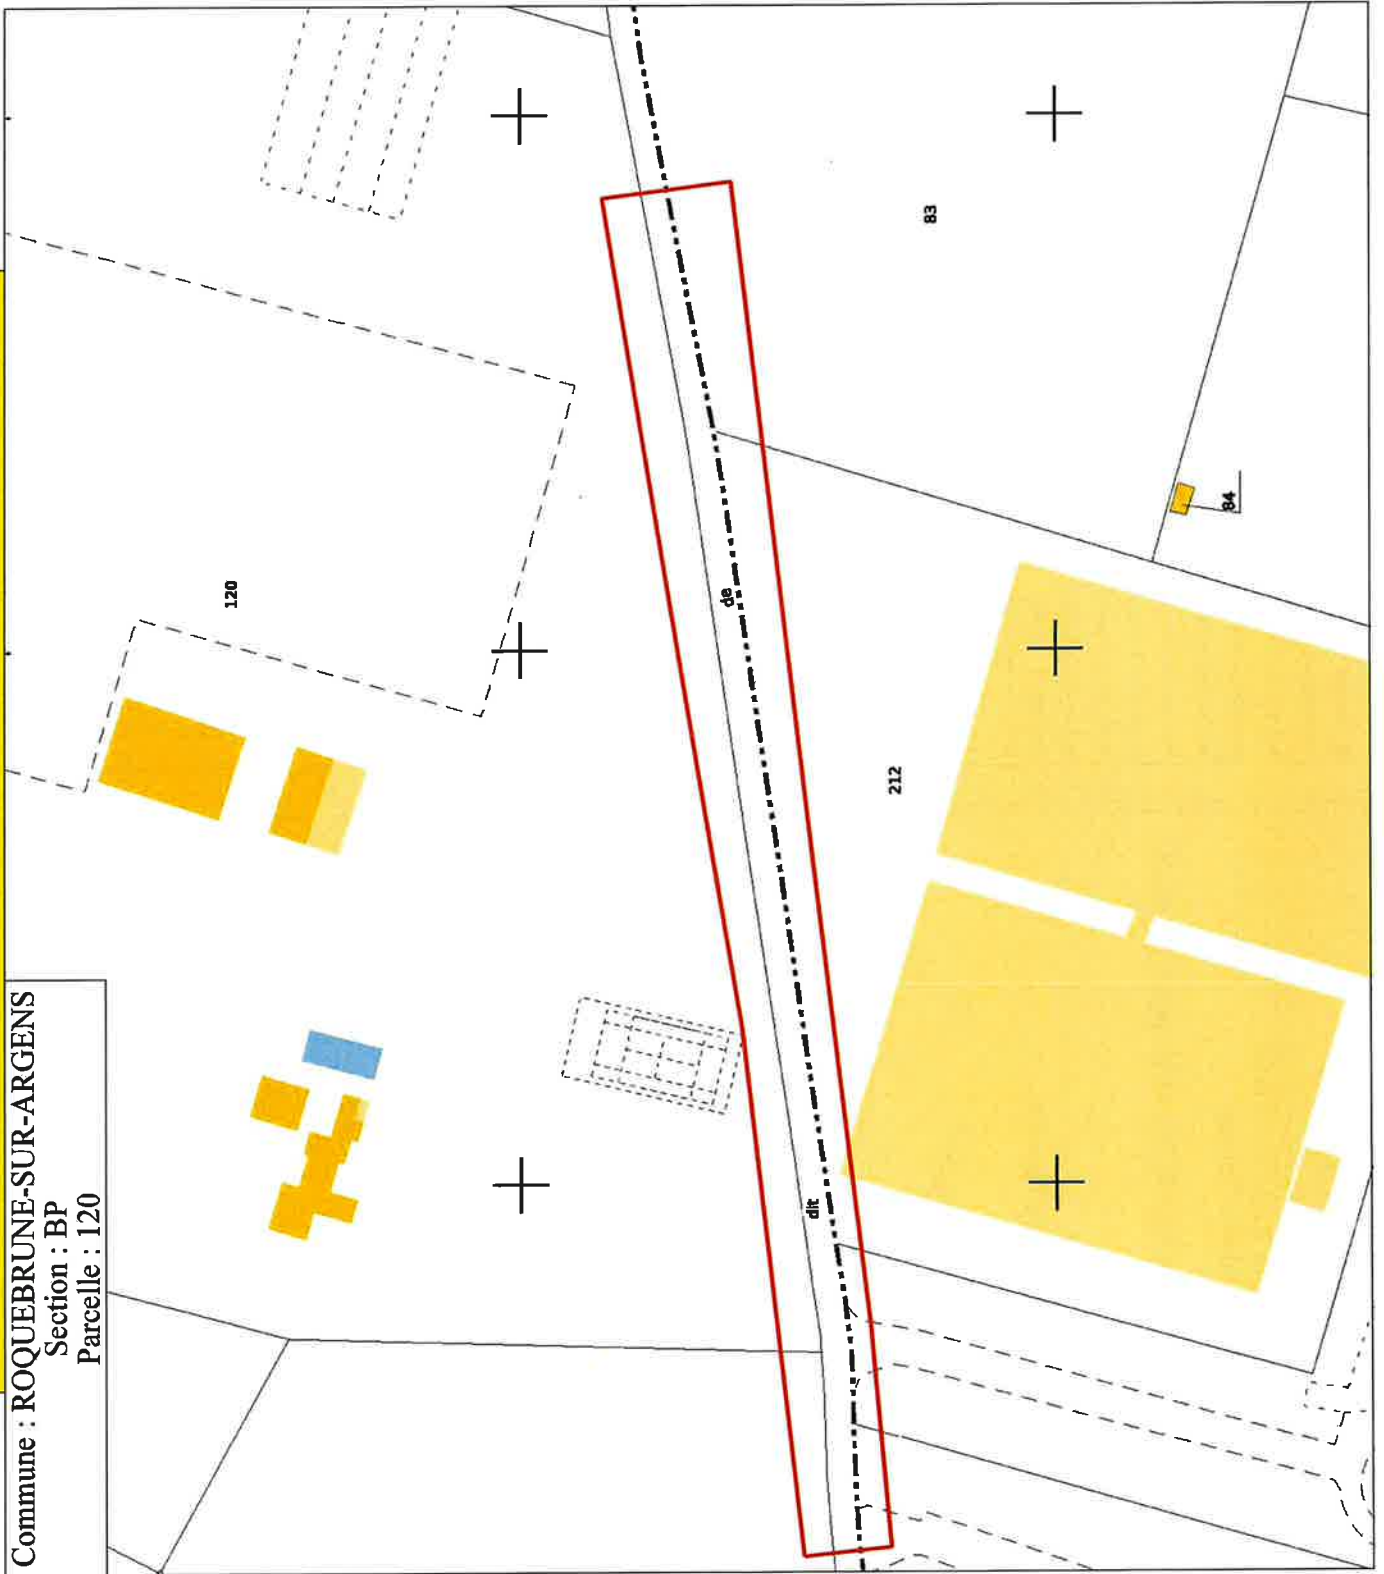 Commune : ROQUEBRUNE-SUR-ARGENS
Section : BP
Parcelle : 120
120
dit
de
212
83
84